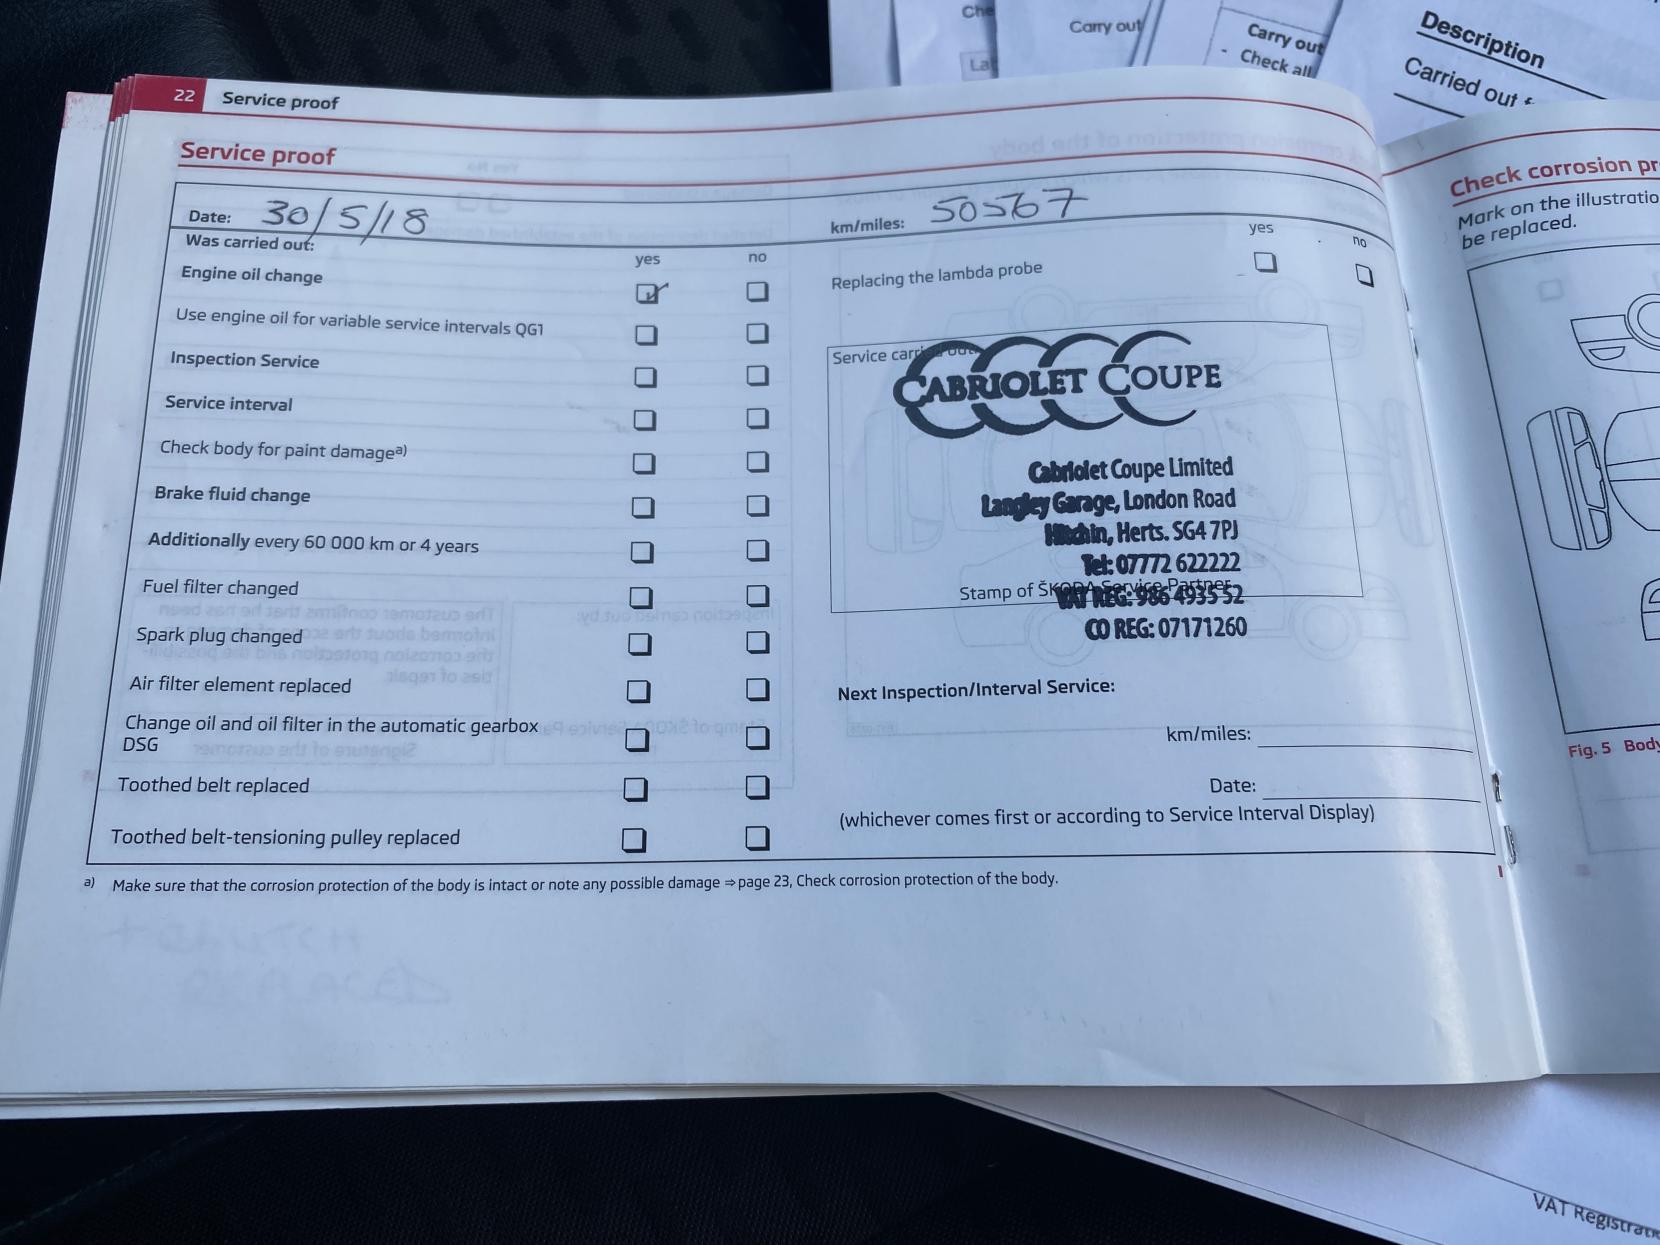 22 Service proof
Service proof
Date: 30/5/18
km/miles: 50567
Was carried out:
yes no
Engine oil change
Use engine oil for variable service intervals QG1
Inspection Service
Service interval
Check body for paint damagea)
Brake fluid change
Additionally every 60 000 km or 4 years
Fuel filter changed
Spark plug changed
Air filter element replaced
Change oil and oil filter in the automatic gearbox
DSG
Toothed belt replaced
Toothed belt-tensioning pulley replaced
yes no
Replacing the lambda probe
Service carried out
CABRIOLET COUPE
Cabriolet Coupe Limited
Langley Garage, London Road
Hitchin, Herts. SG4 7PJ
Tel: 07772 622222
Stamp of ŠKODA Service Partner
VAT REG: 986 4935 52
CO REG: 07171260
Next Inspection/Interval Service:
km/miles:
Date:
(whichever comes first or according to Service Interval Display)
a) Make sure that the corrosion protection of the body is intact or note any possible damage ⇒ page 23, Check corrosion protection of the body.
Check corrosion pr
Mark on the illustratio
be replaced.
Fig. 5 Body
Che
Lat
Carry out
Carry out
- Check all
Description
Carried out
VAT Registrati